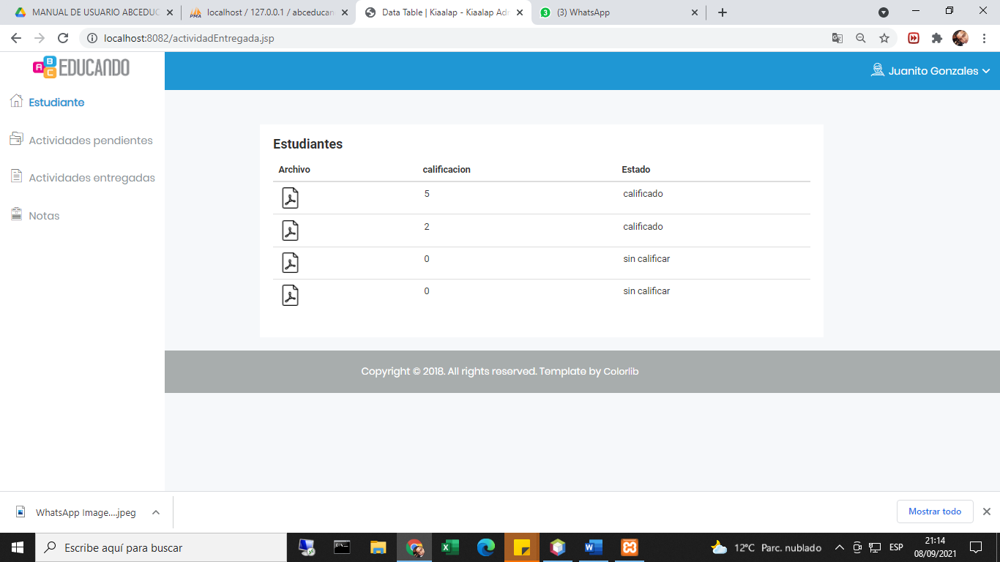 MANUAL DE USUARIO ABCEDUC
localhost / 127.0.0.1 / abceducan
Data Table | Kiaalap - Kiaalap Adr
3
(3) WhatsApp
localhost:8082/actividadEntregada.jsp
ABC EDUCANDO
Juanito Gonzales
Estudiante
Actividades pendientes
Actividades entregadas
Notas
Estudiantes
Archivo calificacion Estado
5 calificado
2 calificado
0 sin calificar
0 sin calificar
Copyright © 2018. All rights reserved. Template by Colorlib
WhatsApp Image....jpeg
Mostrar todo
Escribe aquí para buscar
12°C Parc. nublado
ESP
21:14
08/09/2021